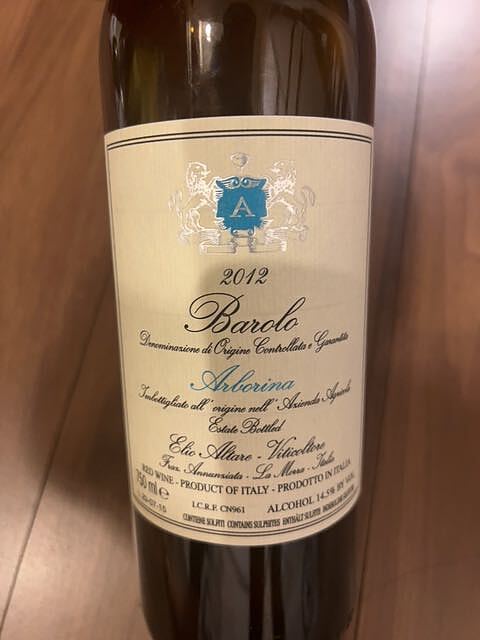 A
2012
Barolo
Denominazione di Origine Controllata e Garantita
Arborina
Imbottigliato all'origine nell'Azienda Agricola
Estate Bottled
Elio Altare - Viticoltore
Fraz. Annunziata - La Morra - Italia
RED WINE - PRODUCT OF ITALY - PRODOTTO IN ITALIA
750 ml e
I.C.R.F. CN961 ALCOHOL 14.5% BY VOL.
CONTIENE SOLFITI CONTAINS SULPHITES ENTHÄLT SULFITE